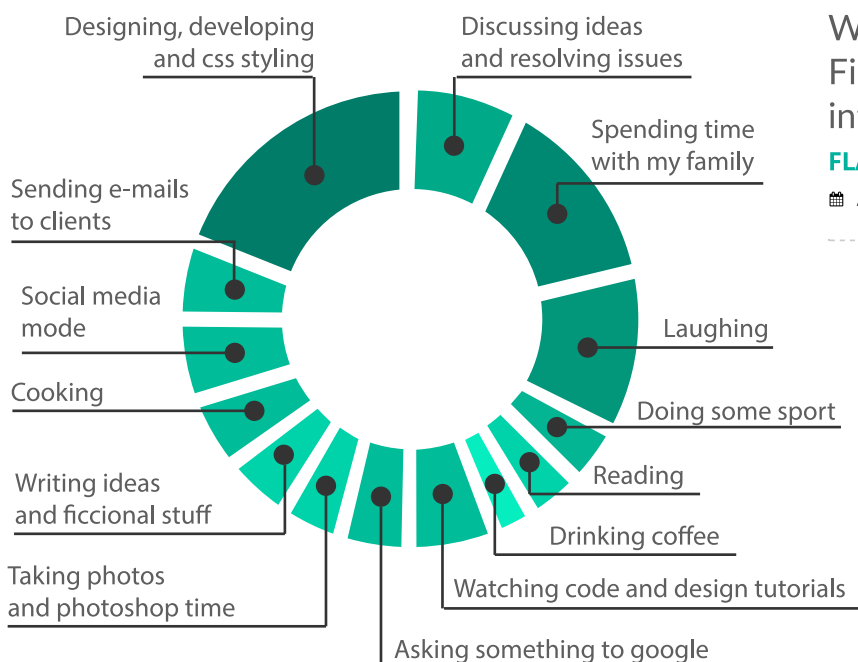 Designing, developing
and css styling
Discussing ideas
and resolving issues
Spending time
with my family
Sending e-mails
to clients
Social media
mode
Laughing
Cooking
Doing some sport
Reading
Writing ideas
and ficcional stuff
Drinking coffee
Taking photos
and photoshop time
Watching code and design tutorials
Asking something to google